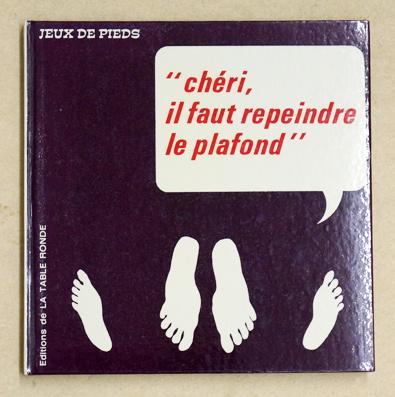 JEUX DE PIEDS
“chéri,
il faut repeindre
le plafond”
Editions de LA TABLE RONDE